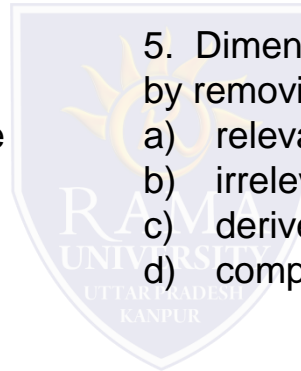 5. Dimen
by removi
e
a) releva
b) irrelev
c) derive
d) comp
RAMA
UNIVERSITY
UTTAR PRADESH
KANPUR